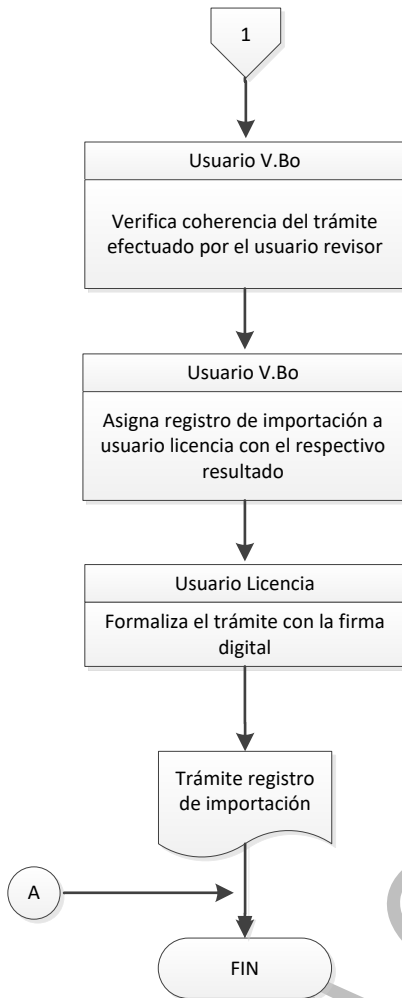 1
Usuario V.Bo
Verifica coherencia del trámite
efectuado por el usuario revisor
Usuario V.Bo
Asigna registro de importación a
usuario licencia con el respectivo
resultado
Usuario Licencia
Formaliza el trámite con la firma
digital
Trámite registro
de importación
A
FIN